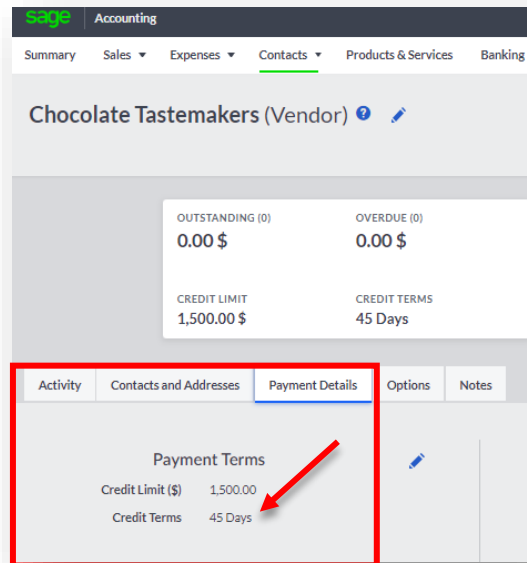 sage Accounting
Summary Sales Expenses Contacts Products & Services Banking
Chocolate Tastemakers (Vendor) ?
OUTSTANDING (0) OVERDUE (0)
0.00 $ 0.00 $
CREDIT LIMIT CREDIT TERMS
1,500.00 $ 45 Days
Activity Contacts and Addresses Payment Details Options Notes
Payment Terms
Credit Limit ($) 1,500.00
Credit Terms 45 Days